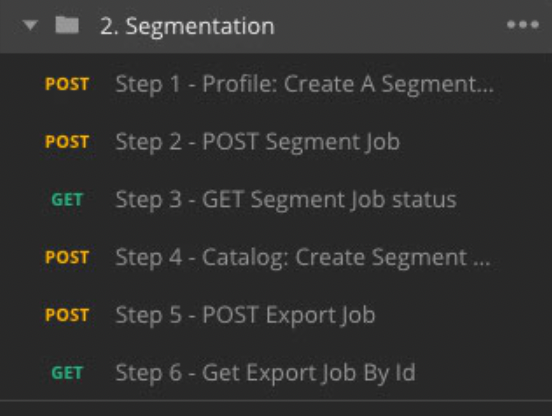 2. Segmentation
POST Step 1 - Profile: Create A Segment...
POST Step 2 - POST Segment Job
GET Step 3 - GET Segment Job status
POST Step 4 - Catalog: Create Segment ...
POST Step 5 - POST Export Job
GET Step 6 - Get Export Job By Id